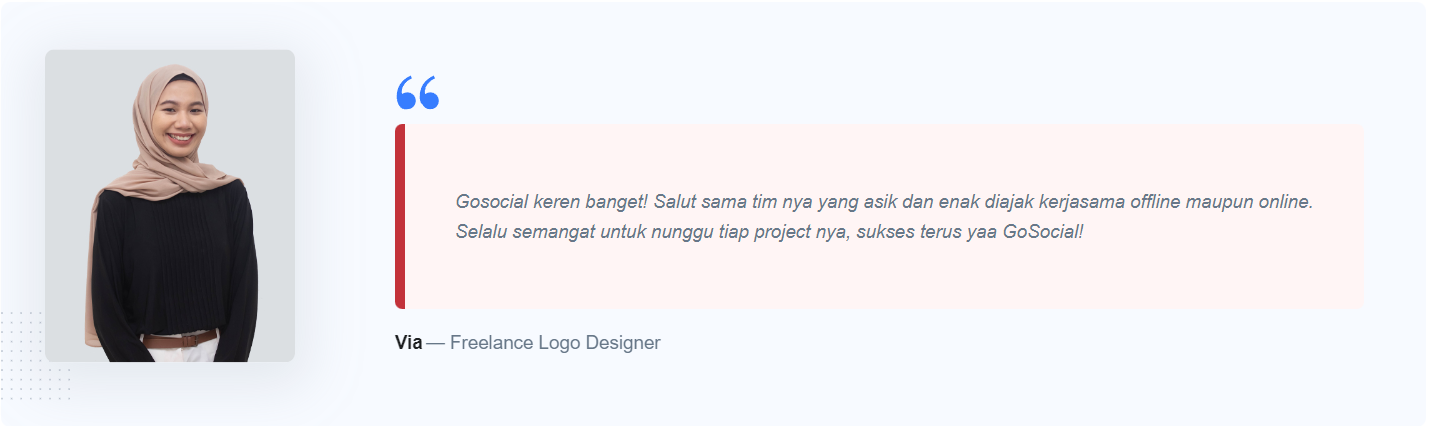 “
Gosocial keren banget! Salut sama tim nya yang asik dan enak diajak kerjasama offline maupun online.
Selalu semangat untuk nunggu tiap project nya, sukses terus yaa GoSocial!
Via — Freelance Logo Designer